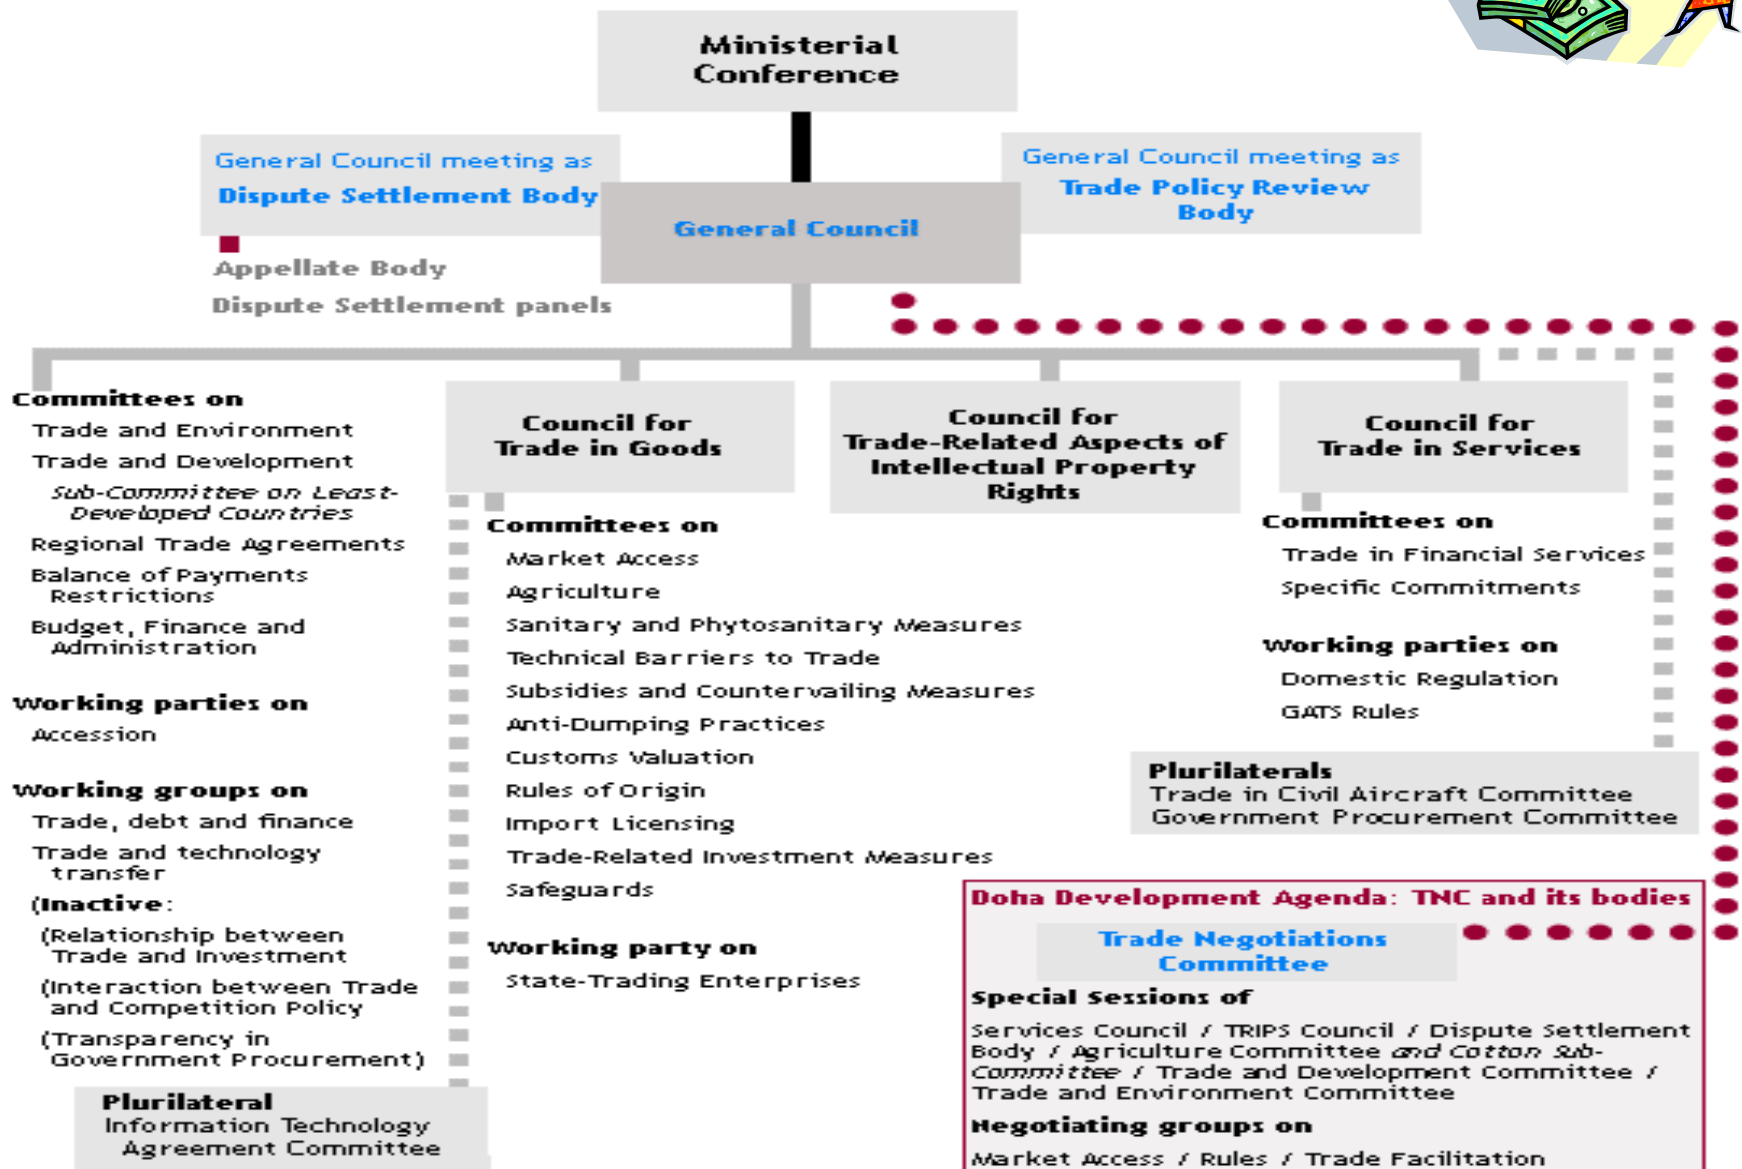 Ministerial
Conference
General Council meeting as
Dispute Settlement Body
General Council meeting as
Trade Policy Review
Body
General Council
Appellate Body
Dispute Settlement panels
Committees on
Trade and Environment
Trade and Development
Sub-Committee on Least-
Developed Countries
Regional Trade Agreements
Balance of Payments
Restrictions
Budget, Finance and
Administration
Working parties on
Accession
Working groups on
Trade, debt and finance
Trade and technology
transfer
(Inactive:
(Relationship between
Trade and Investment
(Interaction between Trade
and Competition Policy
(Transparency in
Government Procurement)
Plurilateral
Information Technology
Agreement Committee
Council for
Trade in Goods
Committees on
Market Access
Agriculture
Sanitary and Phytosanitary Measures
Technical Barriers to Trade
Subsidies and Countervailing Measures
Anti-Dumping Practices
Customs Valuation
Rules of Origin
Import Licensing
Trade-Related Investment Measures
Safeguards
Working party on
State-Trading Enterprises
Council for
Trade-Related Aspects of
Intellectual Property
Rights
Council for
Trade in Services
Committees on
Trade in Financial Services
Specific Commitments
Working parties on
Domestic Regulation
GATS Rules
Plurilaterals
Trade in Civil Aircraft Committee
Government Procurement Committee
Doha Development Agenda: TNC and its bodies
Trade Negotiations
Committee
Special Sessions of
Services Council / TRIPS Council / Dispute Settlement
Body / Agriculture Committee and Cotton Sub-
Committee / Trade and Development Committee /
Trade and Environment Committee
Negotiating groups on
Market Access / Rules / Trade Facilitation